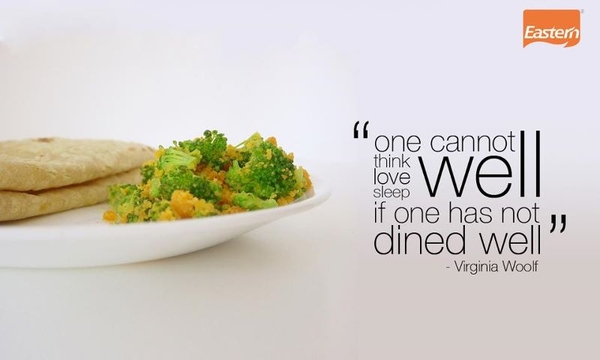 Eastern
“one cannot
think
love
sleep
well
if one has not
dined well”
- Virginia Woolf